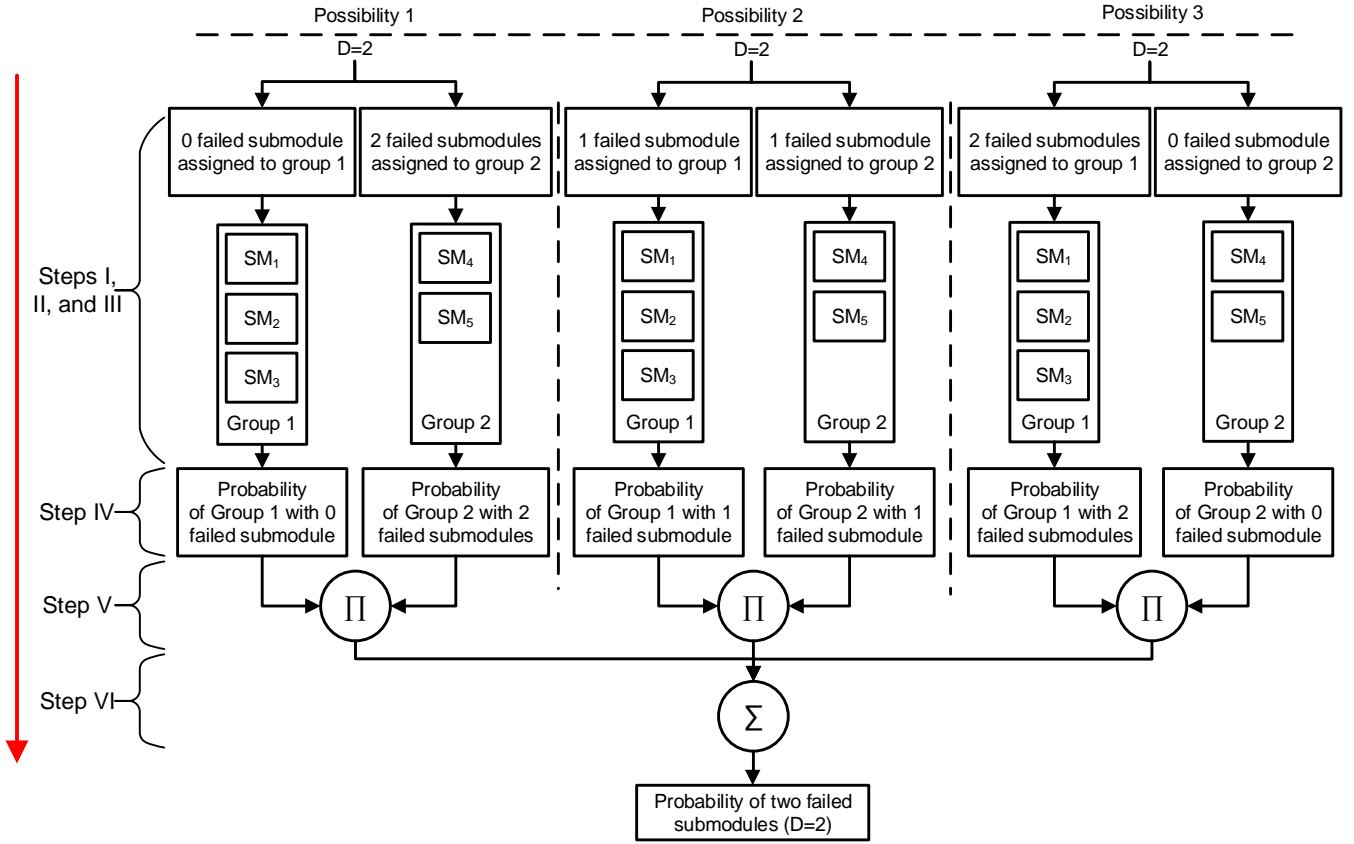 Possibility 1
Possibility 2
Possibility 3
D=2
D=2
D=2
0 failed submodule
assigned to group 1
2 failed submodules
assigned to group 2
1 failed submodule
assigned to group 1
1 failed submodule
assigned to group 2
2 failed submodules
assigned to group 1
0 failed submodule
assigned to group 2
Steps I,
II, and III
SM₁
SM₂
SM₃
Group 1
SM₄
SM₅
Group 2
SM₁
SM₂
SM₃
Group 1
SM₄
SM₅
Group 2
SM₁
SM₂
SM₃
Group 1
SM₄
SM₅
Group 2
Step IV
Probability
of Group 1 with 0
failed submodule
Probability
of Group 2 with 2
failed submodules
Probability
of Group 1 with 1
failed submodule
Probability
of Group 2 with 1
failed submodule
Probability
of Group 1 with 2
failed submodules
Probability
of Group 2 with 0
failed submodule
Step V
∏
∏
∏
Step VI
Σ
Probability of two failed
submodules (D=2)